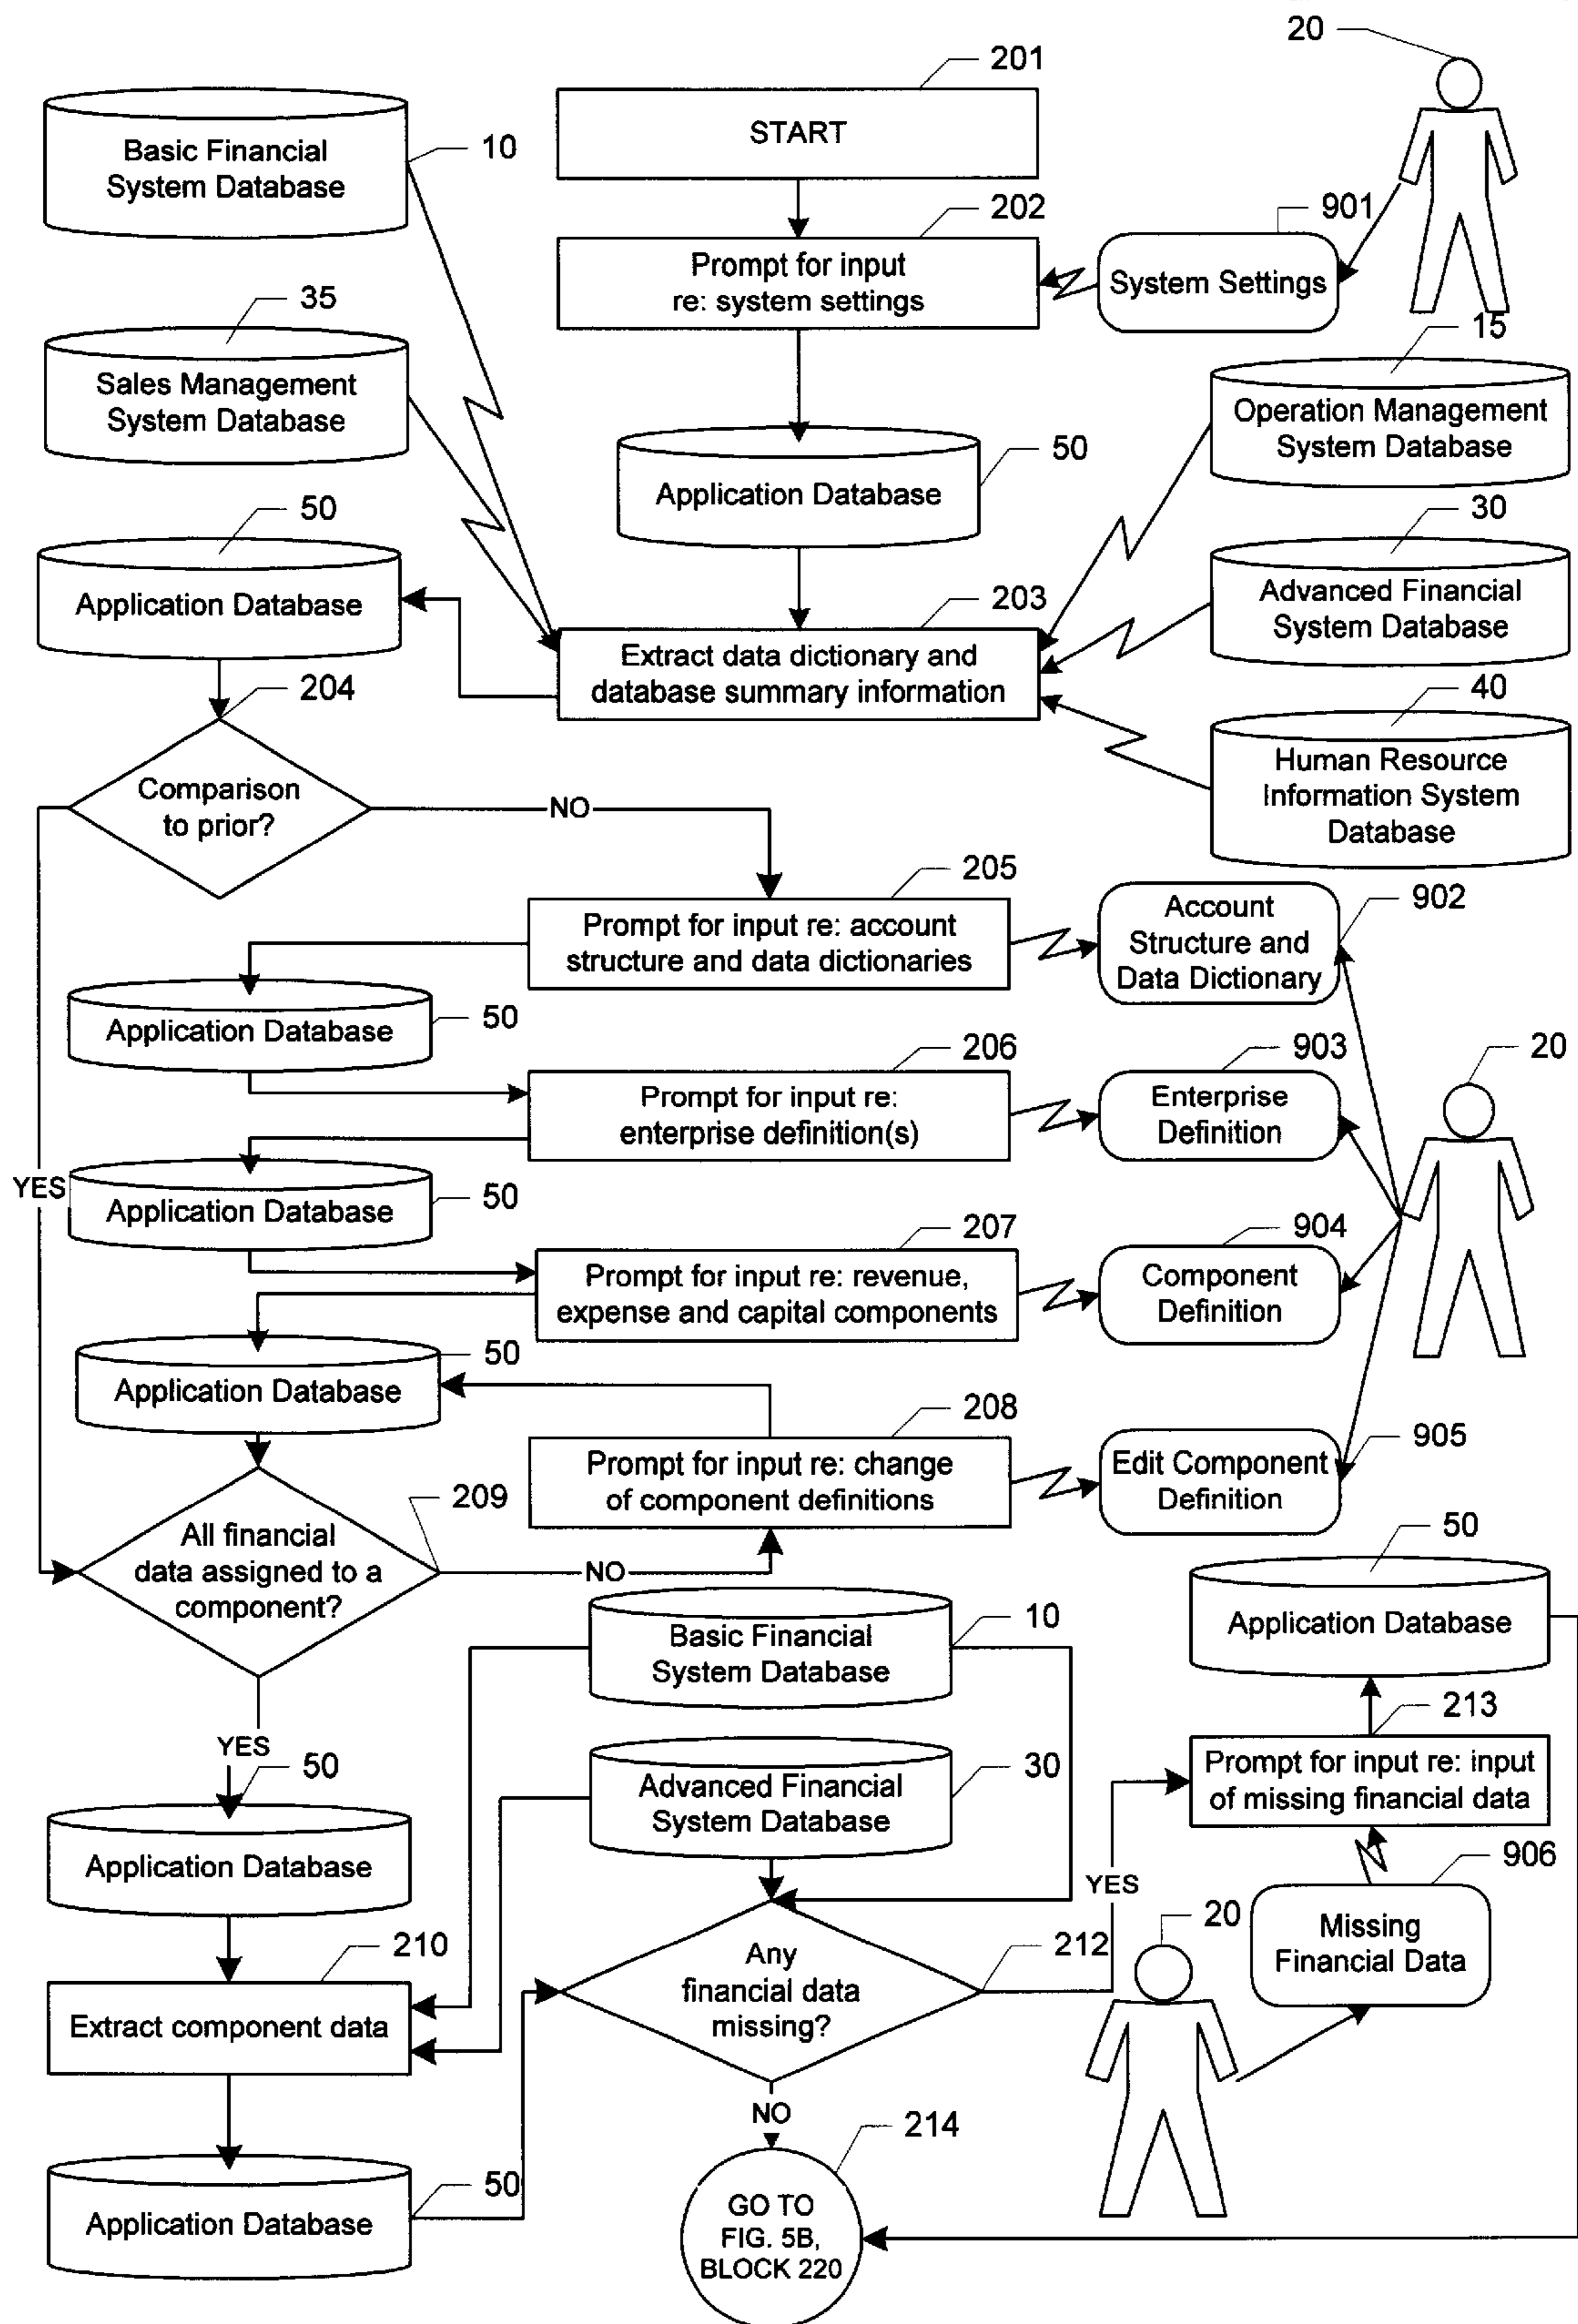 20
201
START
Basic Financial
System Database
10
202
Prompt for input
re: system settings
901
System Settings
35
Sales Management
System Database
15
Operation Management
System Database
50
Application Database
50
Application Database
30
Advanced Financial
System Database
203
Extract data dictionary and
database summary information
204
Comparison
to prior?
NO
40
Human Resource
Information System
Database
205
Prompt for input re: account
structure and data dictionaries
902
Account
Structure and
Data Dictionary
Application Database
50
206
Prompt for input re:
enterprise definition(s)
903
Enterprise
Definition
20
YES
Application Database
50
207
Prompt for input re: revenue,
expense and capital components
904
Component
Definition
50
Application Database
208
Prompt for input re: change
of component definitions
905
Edit Component
Definition
209
All financial
data assigned to a
component?
NO
50
Application Database
10
Basic Financial
System Database
213
Prompt for input re: input
of missing financial data
YES
50
Application Database
30
Advanced Financial
System Database
YES
906
Missing
Financial Data
20
210
Extract component data
212
Any
financial data
missing?
NO
214
GO TO
FIG. 5B,
BLOCK 220
50
Application Database